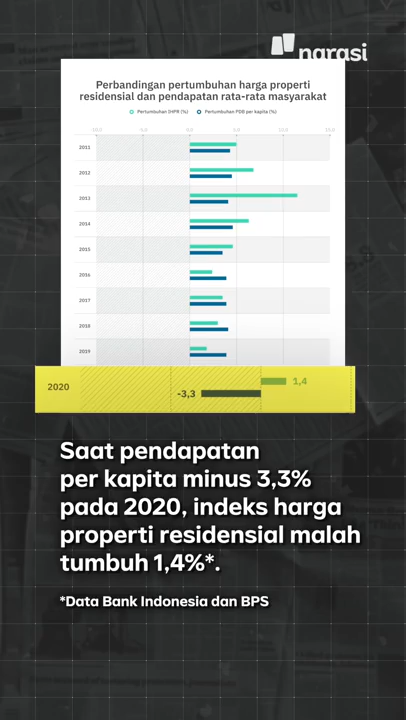 narasi
Perbandingan pertumbuhan harga properti
residensial dan pendapatan rata-rata masyarakat
Pertumbuhan IHPR (%) Pertumbuhan PDB per kapita (%)
-10,0 -5,0 0,0 5,0 10,0 15,0
2011
2012
2013
2014
2015
2016
2017
2018
2019
2020 -3,3 1,4
Saat pendapatan
per kapita minus 3,3%
pada 2020, indeks harga
properti residensial malah
tumbuh 1,4%*.
*Data Bank Indonesia dan BPS